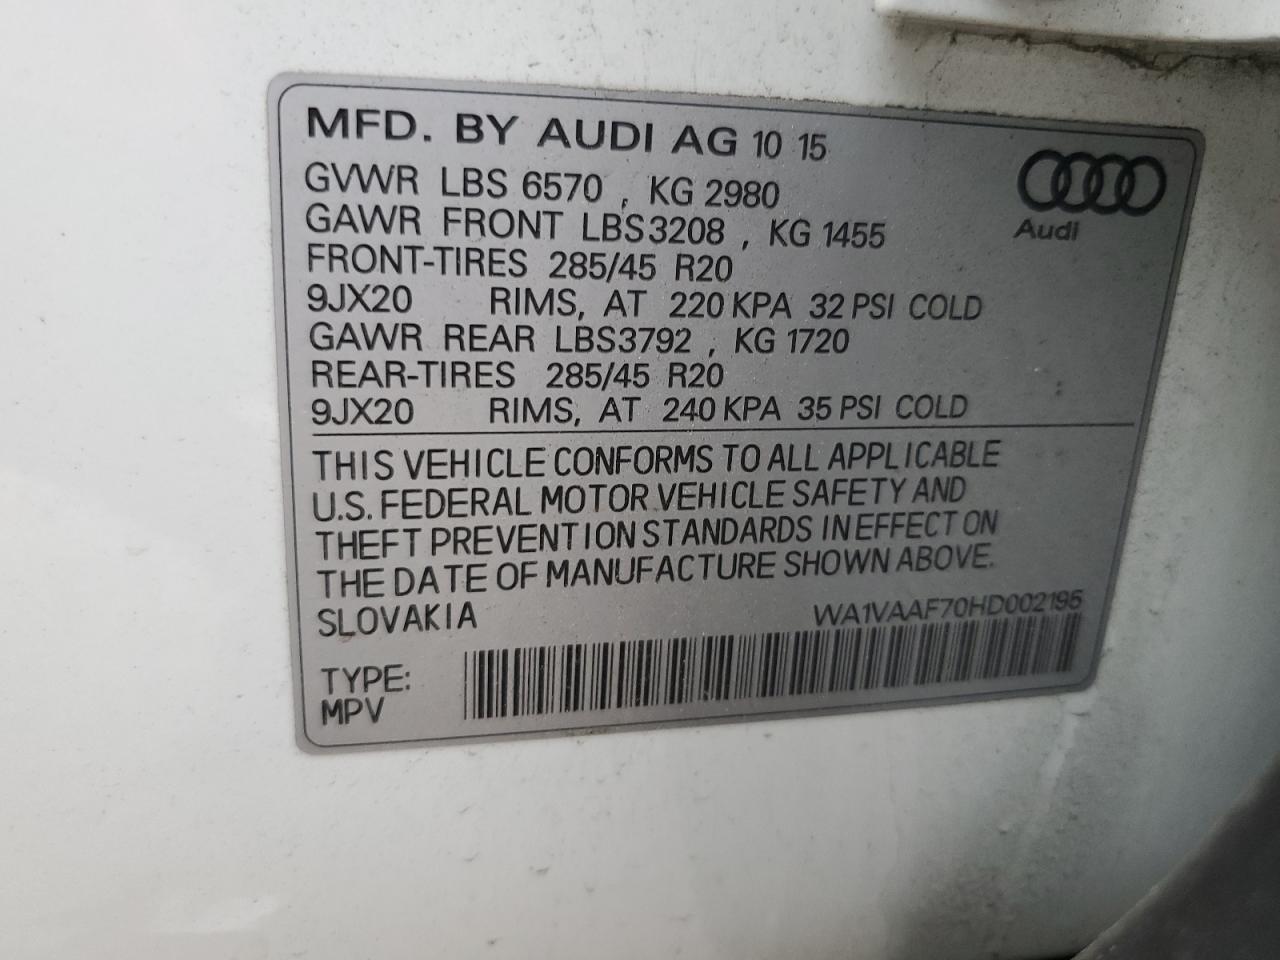 MFD. BY AUDI AG 10 15
GVWR LBS 6570 , KG 2980
GAWR FRONT LBS3208 , KG 1455
FRONT-TIRES 285/45 R20
9JX20 RIMS, AT 220 KPA 32 PSI COLD
GAWR REAR LBS3792 , KG 1720
REAR-TIRES 285/45 R20
9JX20 RIMS, AT 240 KPA 35 PSI COLD
Audi
THIS VEHICLE CONFORMS TO ALL APPLICABLE
U.S. FEDERAL MOTOR VEHICLE SAFETY AND
THEFT PREVENTION STANDARDS IN EFFECT ON
THE DATE OF MANUFACTURE SHOWN ABOVE.
SLOVAKIA
WA1VAAF70HD002195
TYPE:
MPV